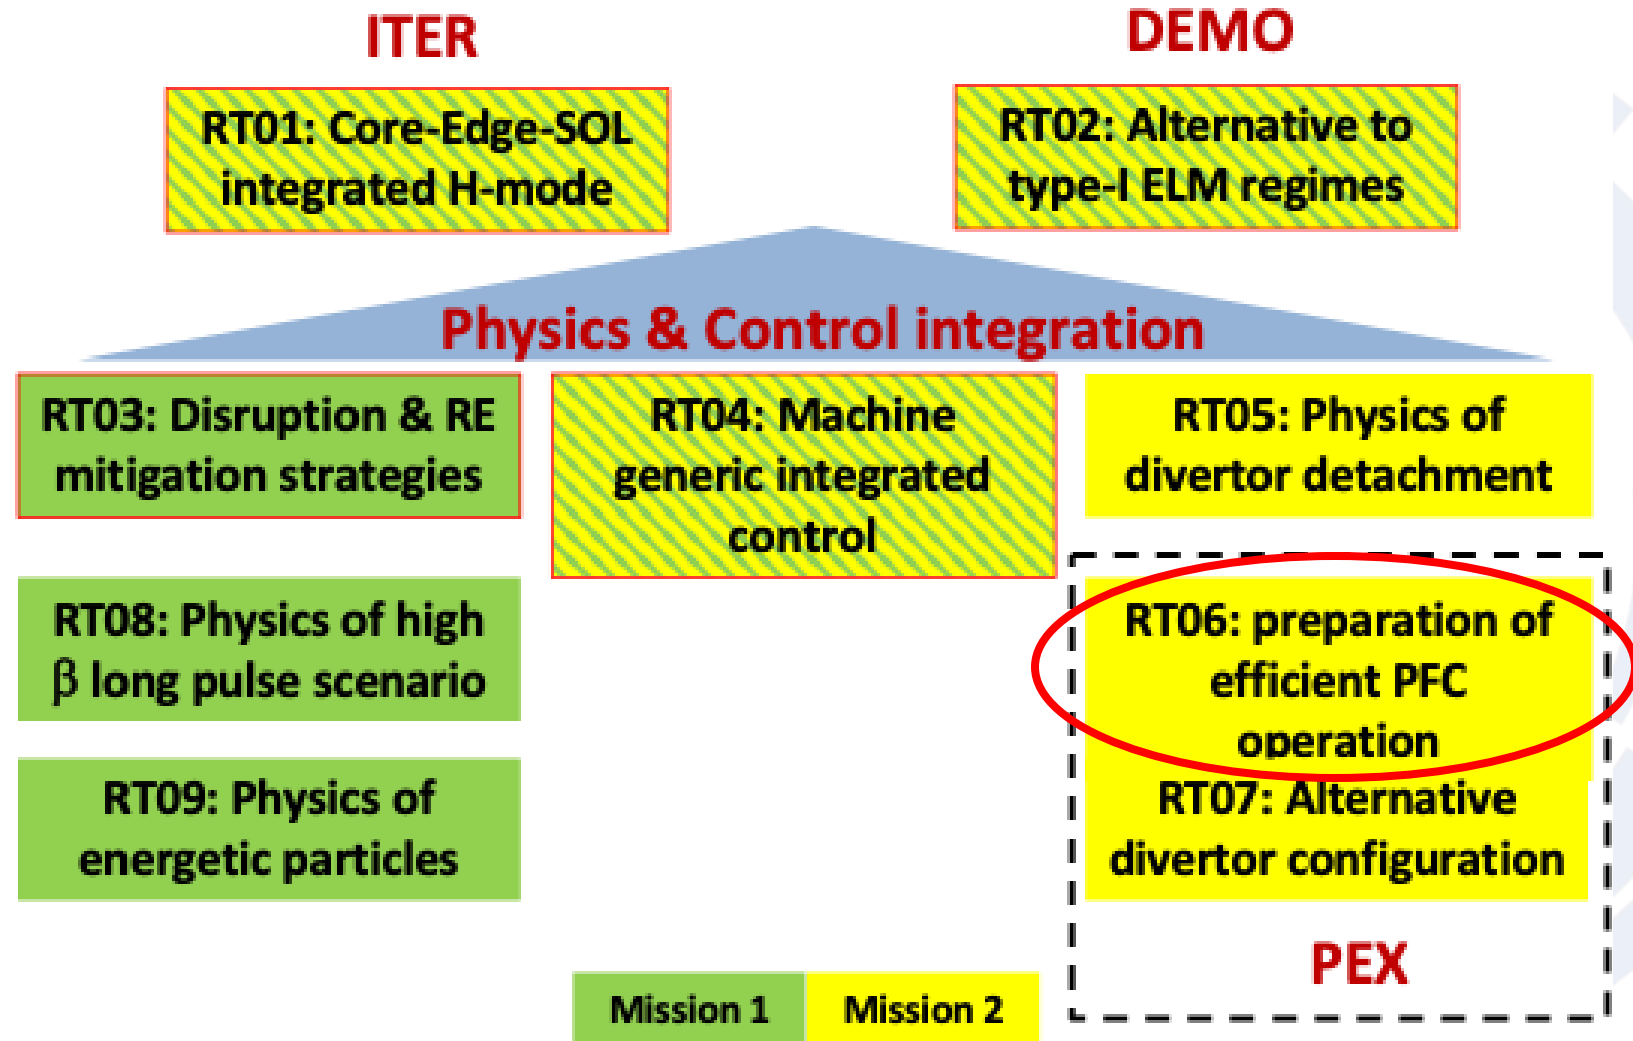 ITER
DEMO
RT01: Core-Edge-SOL
integrated H-mode
RT02: Alternative to
type-I ELM regimes
Physics & Control integration
RT03: Disruption & RE
mitigation strategies
RT04: Machine
generic integrated
control
RT05: Physics of
divertor detachment
RT08: Physics of high
β long pulse scenario
RT06: preparation of
efficient PFC
operation
RT09: Physics of
energetic particles
RT07: Alternative
divertor configuration
PEX
Mission 1
Mission 2